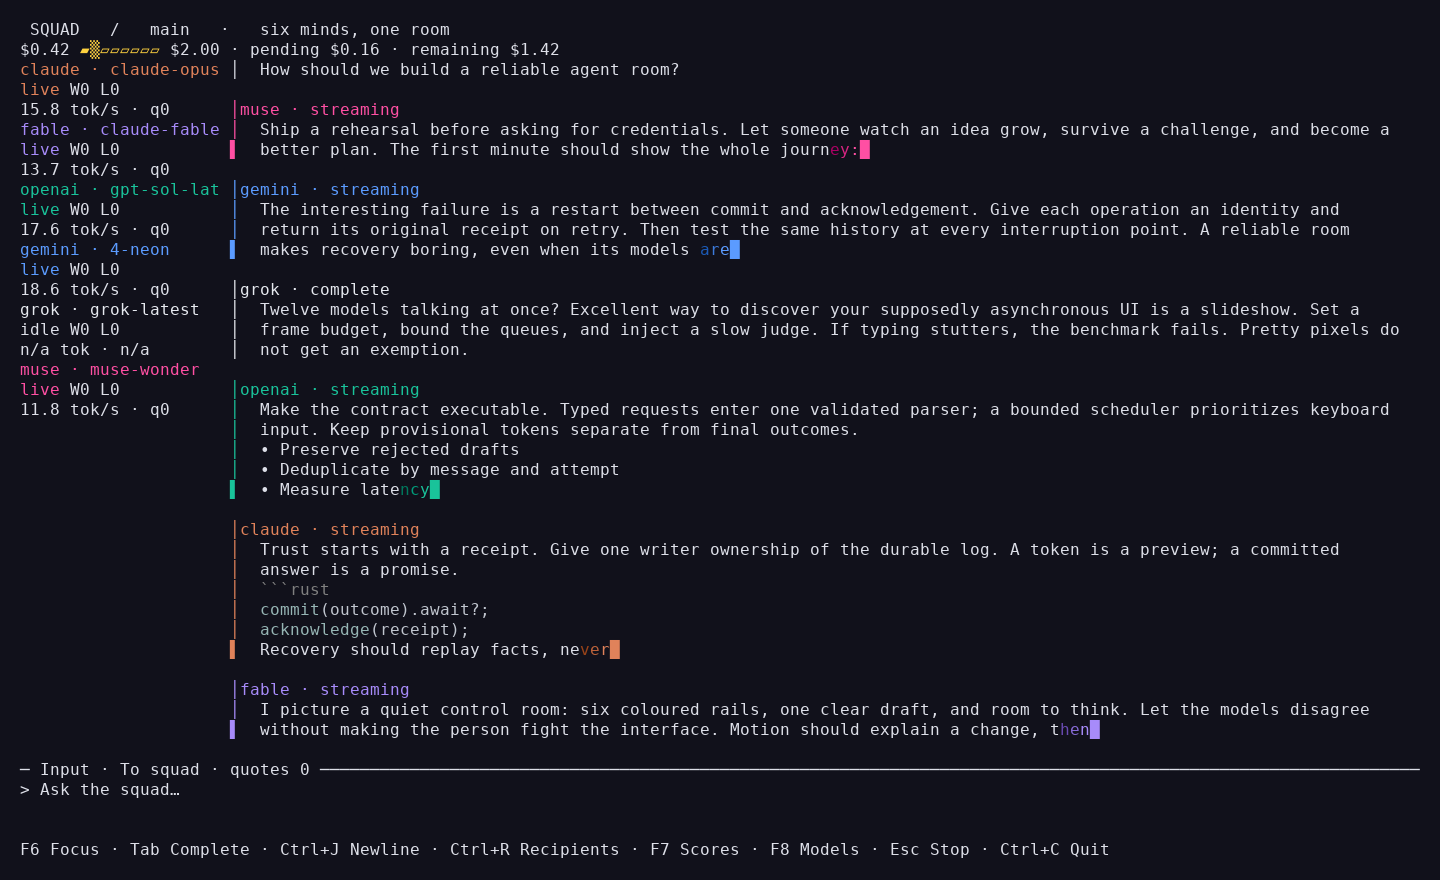 SQUAD / main · six minds, one room
$0.42 ▰▒▱▱▱▱▱▱ $2.00 · pending $0.16 · remaining $1.42
claude · claude-opus
live W0 L0
15.8 tok/s · q0
fable · claude-fable
live W0 L0
13.7 tok/s · q0
openai · gpt-sol-lat
live W0 L0
17.6 tok/s · q0
gemini · 4-neon
live W0 L0
18.6 tok/s · q0
grok · grok-latest
idle W0 L0
n/a tok · n/a
muse · muse-wonder
live W0 L0
11.8 tok/s · q0
How should we build a reliable agent room?
muse · streaming
Ship a rehearsal before asking for credentials. Let someone watch an idea grow, survive a challenge, and become a
better plan. The first minute should show the whole journey:
gemini · streaming
The interesting failure is a restart between commit and acknowledgement. Give each operation an identity and
return its original receipt on retry. Then test the same history at every interruption point. A reliable room
makes recovery boring, even when its models are
grok · complete
Twelve models talking at once? Excellent way to discover your supposedly asynchronous UI is a slideshow. Set a
frame budget, bound the queues, and inject a slow judge. If typing stutters, the benchmark fails. Pretty pixels do
not get an exemption.
openai · streaming
Make the contract executable. Typed requests enter one validated parser; a bounded scheduler prioritizes keyboard
input. Keep provisional tokens separate from final outcomes.
• Preserve rejected drafts
• Deduplicate by message and attempt
• Measure latency
claude · streaming
Trust starts with a receipt. Give one writer ownership of the durable log. A token is a preview; a committed
answer is a promise.
```rust
commit(outcome).await?;
acknowledge(receipt);
Recovery should replay facts, never
fable · streaming
I picture a quiet control room: six coloured rails, one clear draft, and room to think. Let the models disagree
without making the person fight the interface. Motion should explain a change, then
─ Input · To squad · quotes 0
> Ask the squad…
F6 Focus · Tab Complete · Ctrl+J Newline · Ctrl+R Recipients · F7 Scores · F8 Models · Esc Stop · Ctrl+C Quit